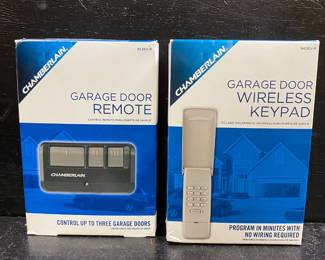 CHAMBERLAIN
GARAGE DOOR
REMOTE
CHAMBERLAIN
CONTROL UP TO THREE GARAGE DOORS
CHAMBERLAIN
GARAGE DOOR
WIRELESS
KEYPAD
PROGRAM IN MINUTES WITH
NO WIRING REQUIRED